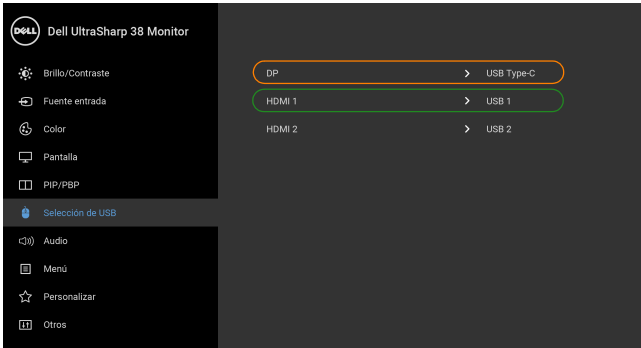 DELL Dell UltraSharp 38 Monitor
Brillo/Contraste
DP USB Type-C
Fuente entrada
HDMI 1 USB 1
Color
HDMI 2 USB 2
Pantalla
PIP/PBP
Selección de USB
Audio
Menú
Personalizar
Otros